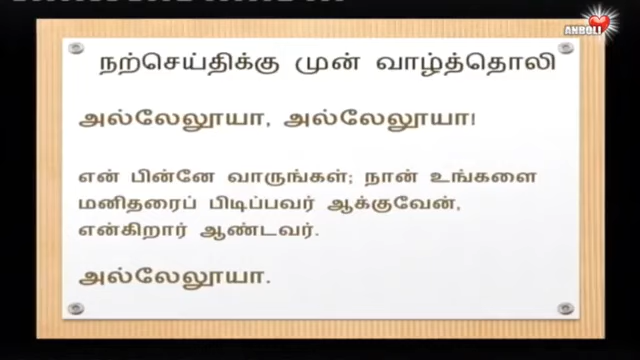 ANBOLI
நற்செய்திக்கு முன் வாழ்த்தொலி
அல்லேலூயா, அல்லேலூயா!
என் பின்னே வாருங்கள்; நான் உங்களை
மனிதரைப் பிடிப்பவர் ஆக்குவேன்,
என்கிறார் ஆண்டவர்.
அல்லேலூயா.